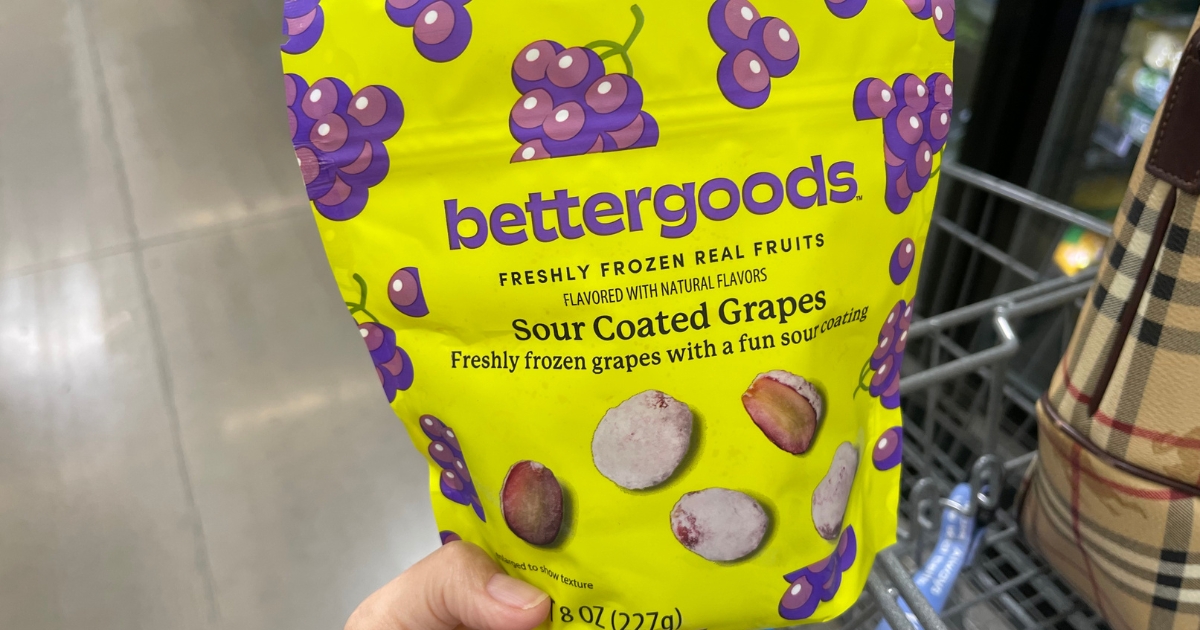 bettergoods™
FRESHLY FROZEN REAL FRUITS
FLAVORED WITH NATURAL FLAVORS
Sour Coated Grapes
Freshly frozen grapes with a fun sour coating
to show texture
8 OZ (227g)